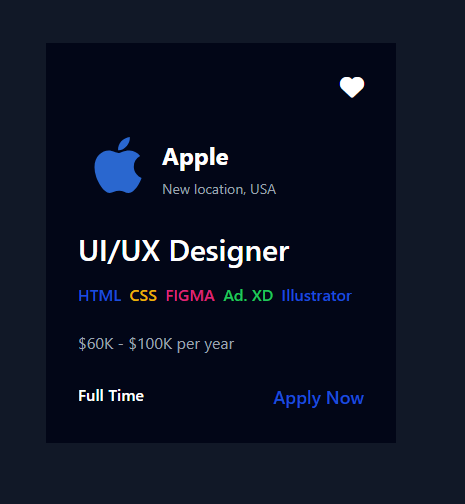 Apple
New location, USA
UI/UX Designer
HTML CSS FIGMA Ad. XD Illustrator
$60K - $100K per year
Full Time Apply Now